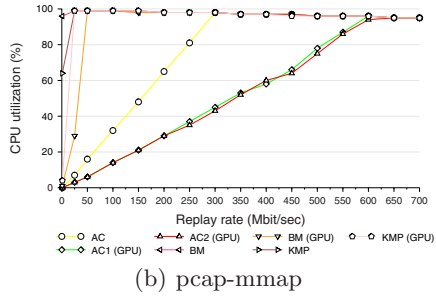 100
80
60
40
20
0
CPU utilization (%)
0 50 100 150 200 250 300 350 400 450 500 550 600 650 700
Replay rate (Mbit/sec)
AC AC2 (GPU) BM (GPU) KMP (GPU)
AC1 (GPU) BM KMP
(b) pcap-mmap